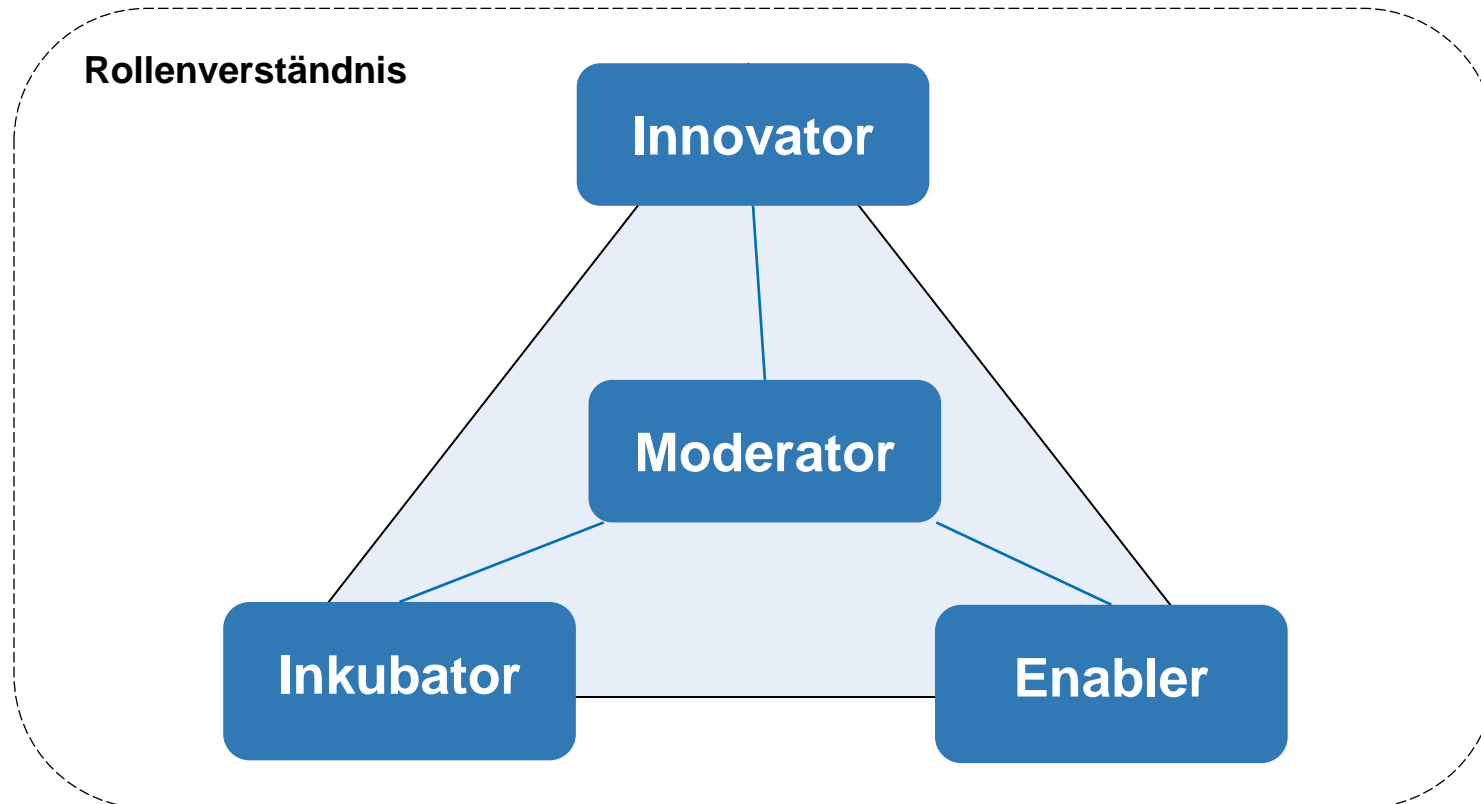 Rollenverständnis
Innovator
Moderator
Inkubator
Enabler